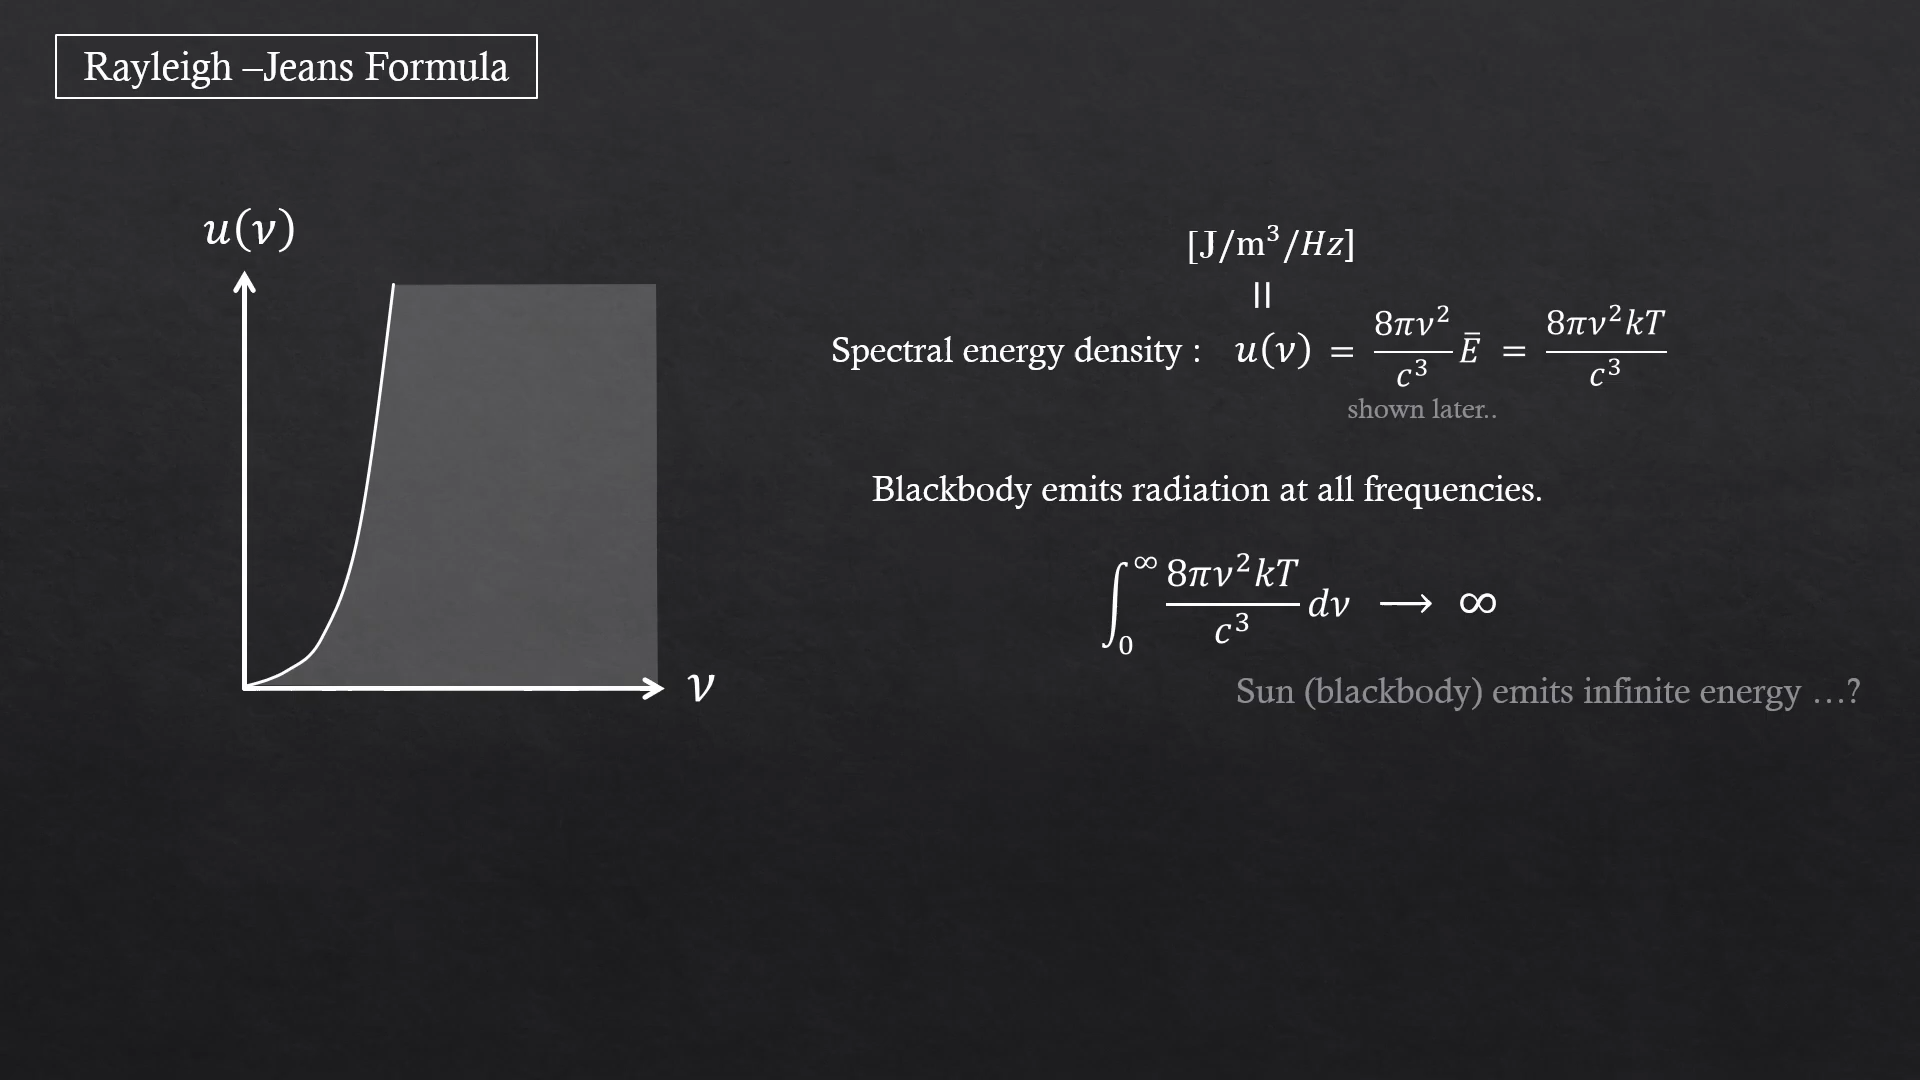 Rayleigh –Jeans Formula
u(ν)
ν
[J/m³/Hz]
=
Spectral energy density : u(ν) = 8πν²/c³ Ē = 8πν²kT/c³
shown later..
Blackbody emits radiation at all frequencies.
∫₀^∞ 8πν²kT/c³ dν ⟶ ∞
Sun (blackbody) emits infinite energy …?